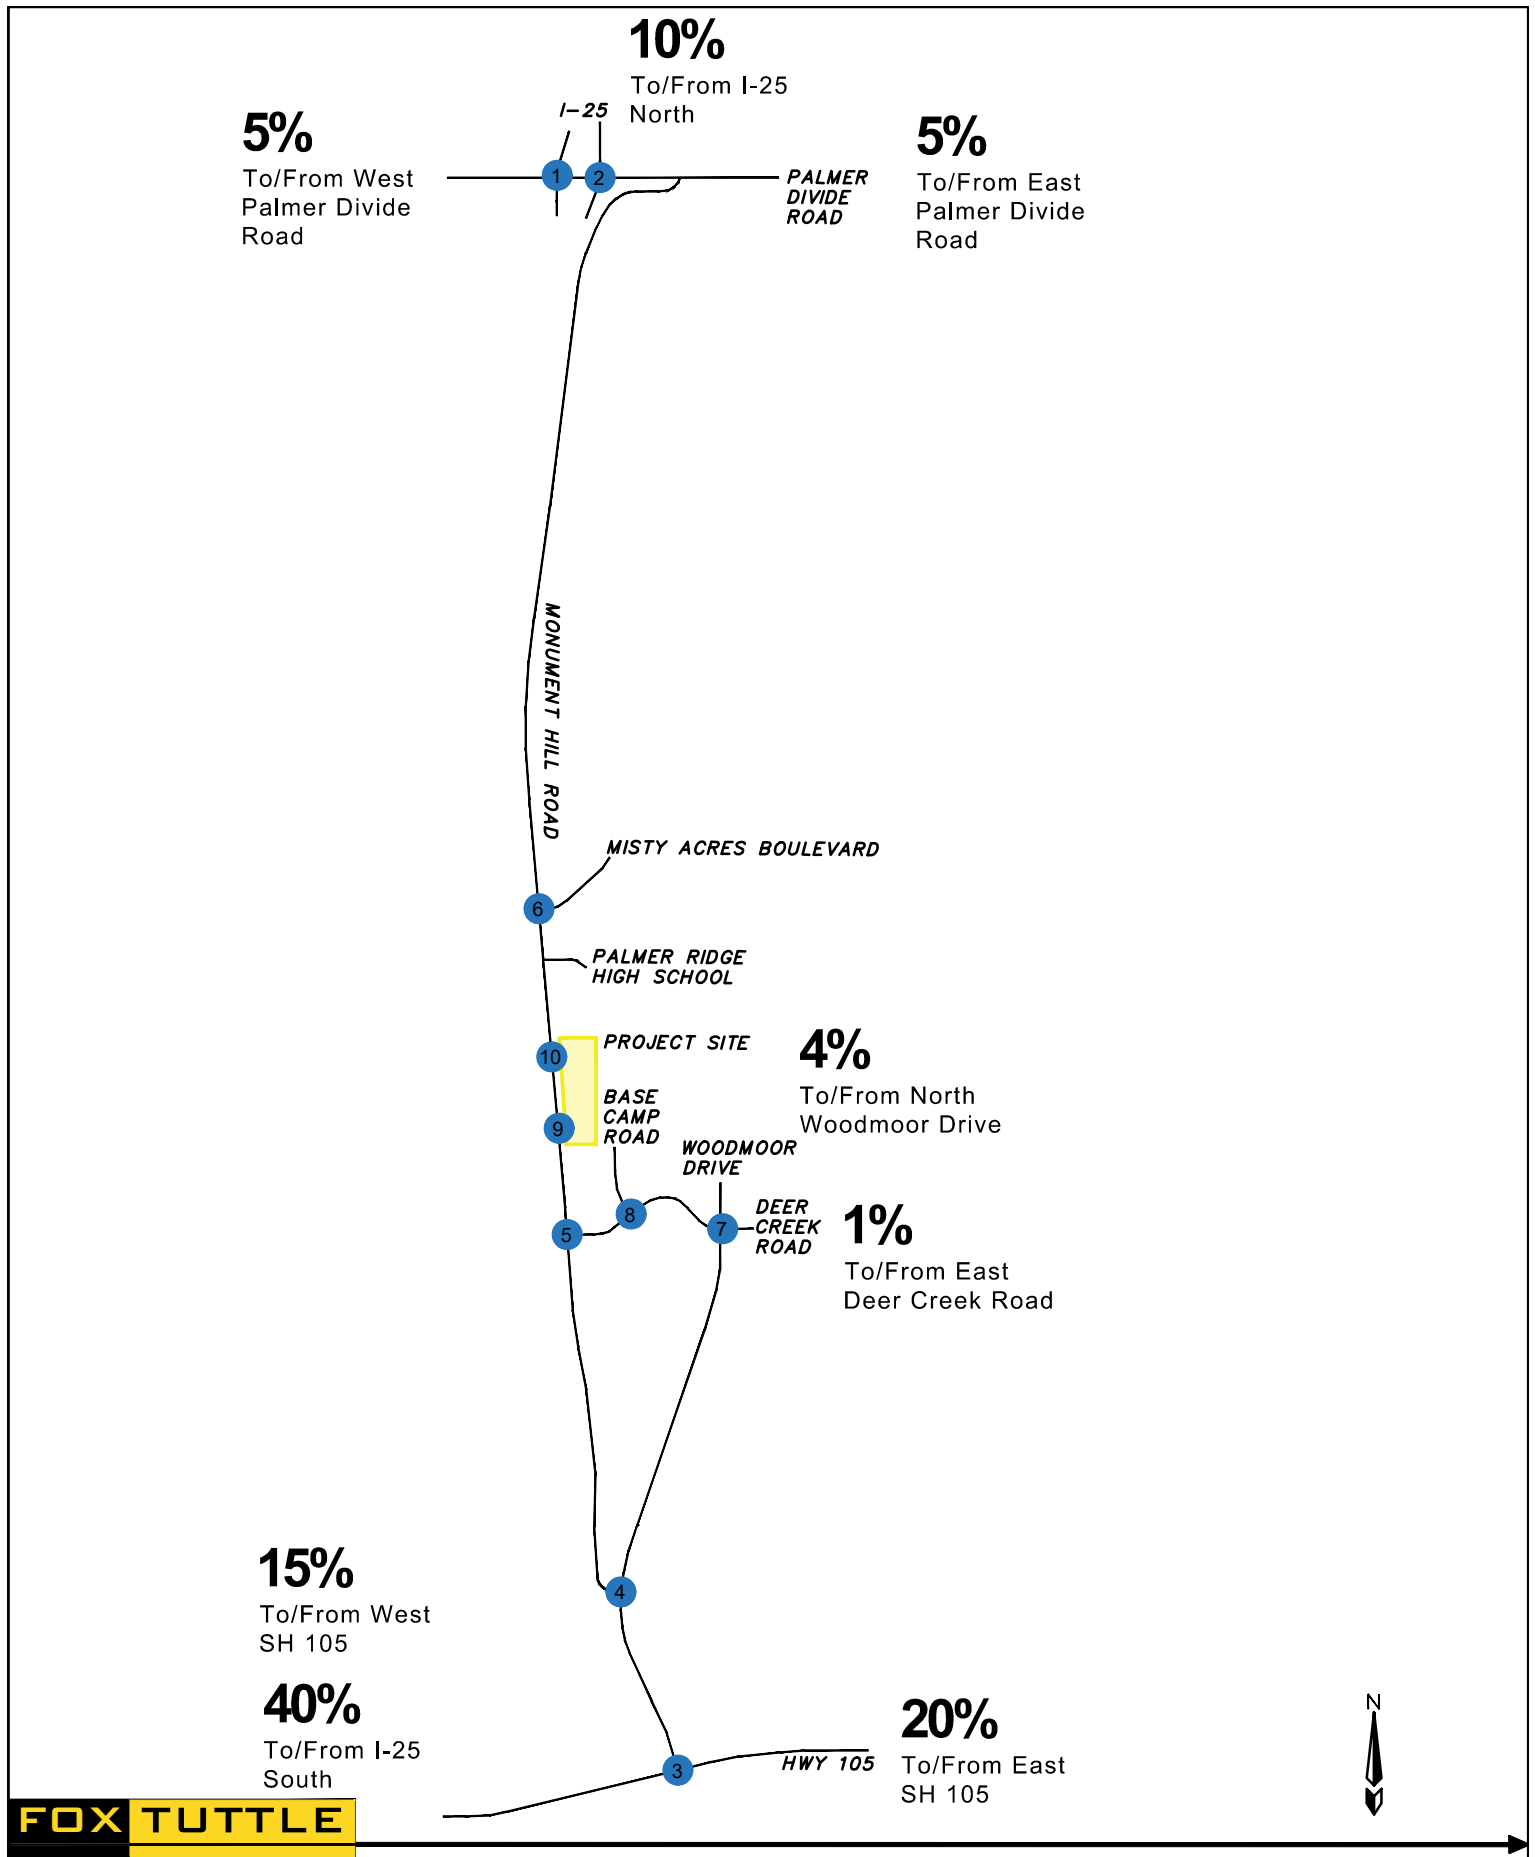 10%
To/From I-25
North
I-25
5%
To/From West
Palmer Divide
Road
1
2
PALMER
DIVIDE
ROAD
5%
To/From East
Palmer Divide
Road
MONUMENT HILL ROAD
MISTY ACRES BOULEVARD
6
PALMER RIDGE
HIGH SCHOOL
10
PROJECT SITE
4%
To/From North
Woodmoor Drive
9
BASE
CAMP
ROAD
WOODMOOR
DRIVE
8
5
7
DEER
CREEK
ROAD
1%
To/From East
Deer Creek Road
15%
To/From West
SH 105
4
40%
To/From I-25
South
3
HWY 105
20%
To/From East
SH 105
N
FOX TUTTLE